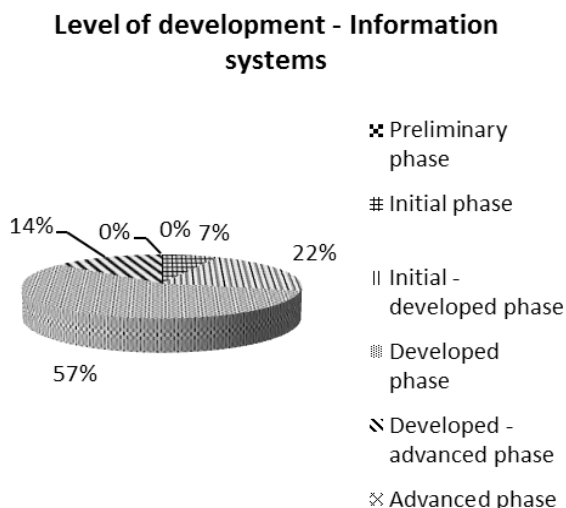 Level of development - Information
systems
Preliminary
phase
Initial phase
Initial -
developed phase
Developed
phase
Developed -
advanced phase
Advanced phase
14%
0%
0%
7%
22%
57%